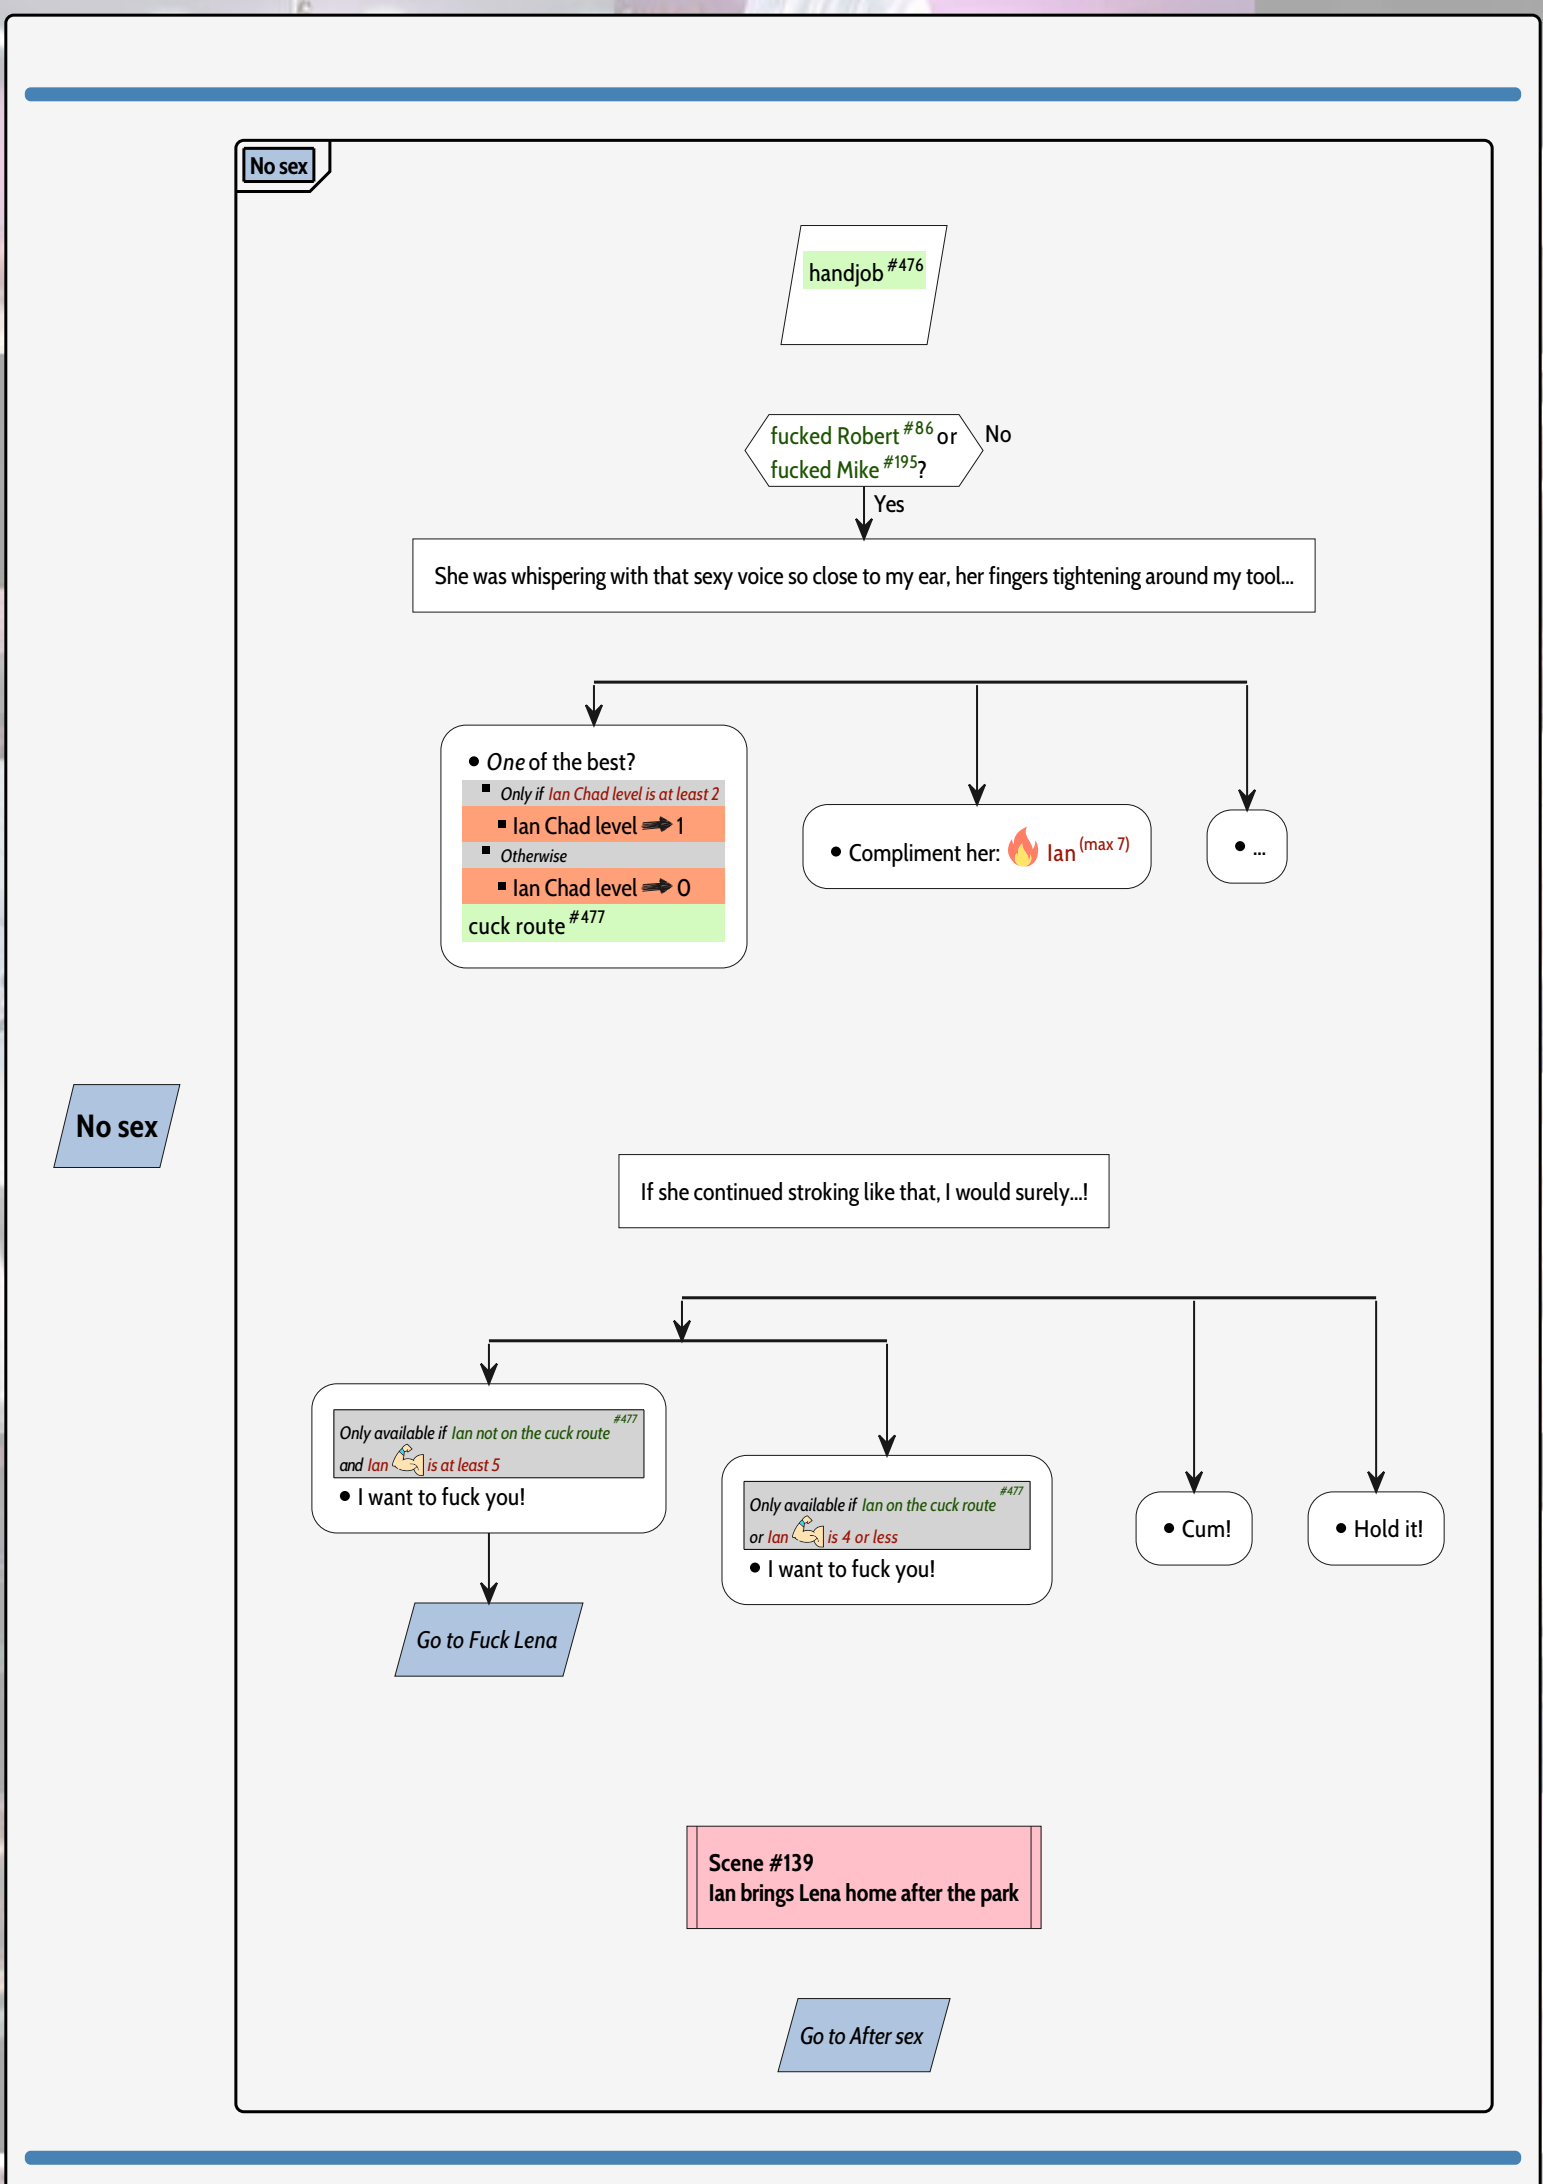 No sex
handjob #476
fucked Robert #86 or
fucked Mike #195?
No
Yes
She was whispering with that sexy voice so close to my ear, her fingers tightening around my tool...
One of the best?
Only if Ian Chad level is at least 2
Ian Chad level 1
Otherwise
Ian Chad level 0
cuck route #477
Compliment her: Ian (max 7)
...
No sex
If she continued stroking like that, I would surely...!
Only available if Ian not on the cuck route #477
and Ian is at least 5
I want to fuck you!
Only available if Ian on the cuck route #477
or Ian is 4 or less
I want to fuck you!
Cum!
Hold it!
Go to Fuck Lena
Scene #139
Ian brings Lena home after the park
Go to After sex